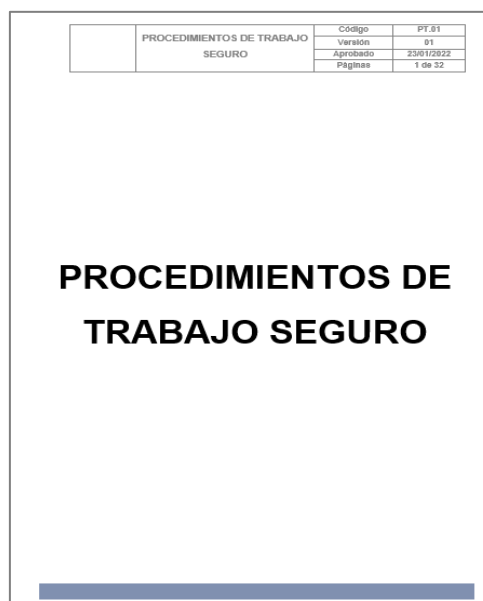 PROCEDIMIENTOS DE TRABAJO
SEGURO
Código PT.01
Versión 01
Aprobado 23/01/2022
Páginas 1 de 32
PROCEDIMIENTOS DE
TRABAJO SEGURO